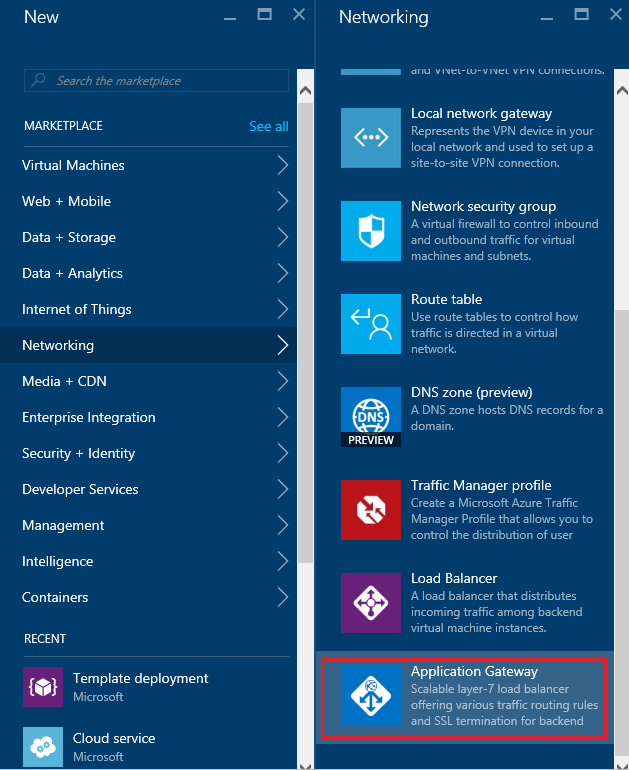 New
Search the marketplace
MARKETPLACE
See all
Virtual Machines
Web + Mobile
Data + Storage
Data + Analytics
Internet of Things
Networking
Media + CDN
Enterprise Integration
Security + Identity
Developer Services
Management
Intelligence
Containers
RECENT
Template deployment
Microsoft
Cloud service
Microsoft
Networking
and VNet-to-VNet VPN connections.
Local network gateway
Represents the VPN device in your
local network and used to set up a
site-to-site VPN connection.
Network security group
A virtual firewall to control inbound
and outbound traffic for virtual
machines and subnets.
Route table
Use route tables to control how
traffic is directed in a virtual
network.
DNS
PREVIEW
DNS zone (preview)
A DNS zone hosts DNS records for a
domain.
Traffic Manager profile
Create a Microsoft Azure Traffic
Manager Profile that allows you to
control the distribution of user
Load Balancer
A load balancer that distributes
incoming traffic among backend
virtual machine instances.
Application Gateway
Scalable layer-7 load balancer
offering various traffic routing rules
and SSL termination for backend